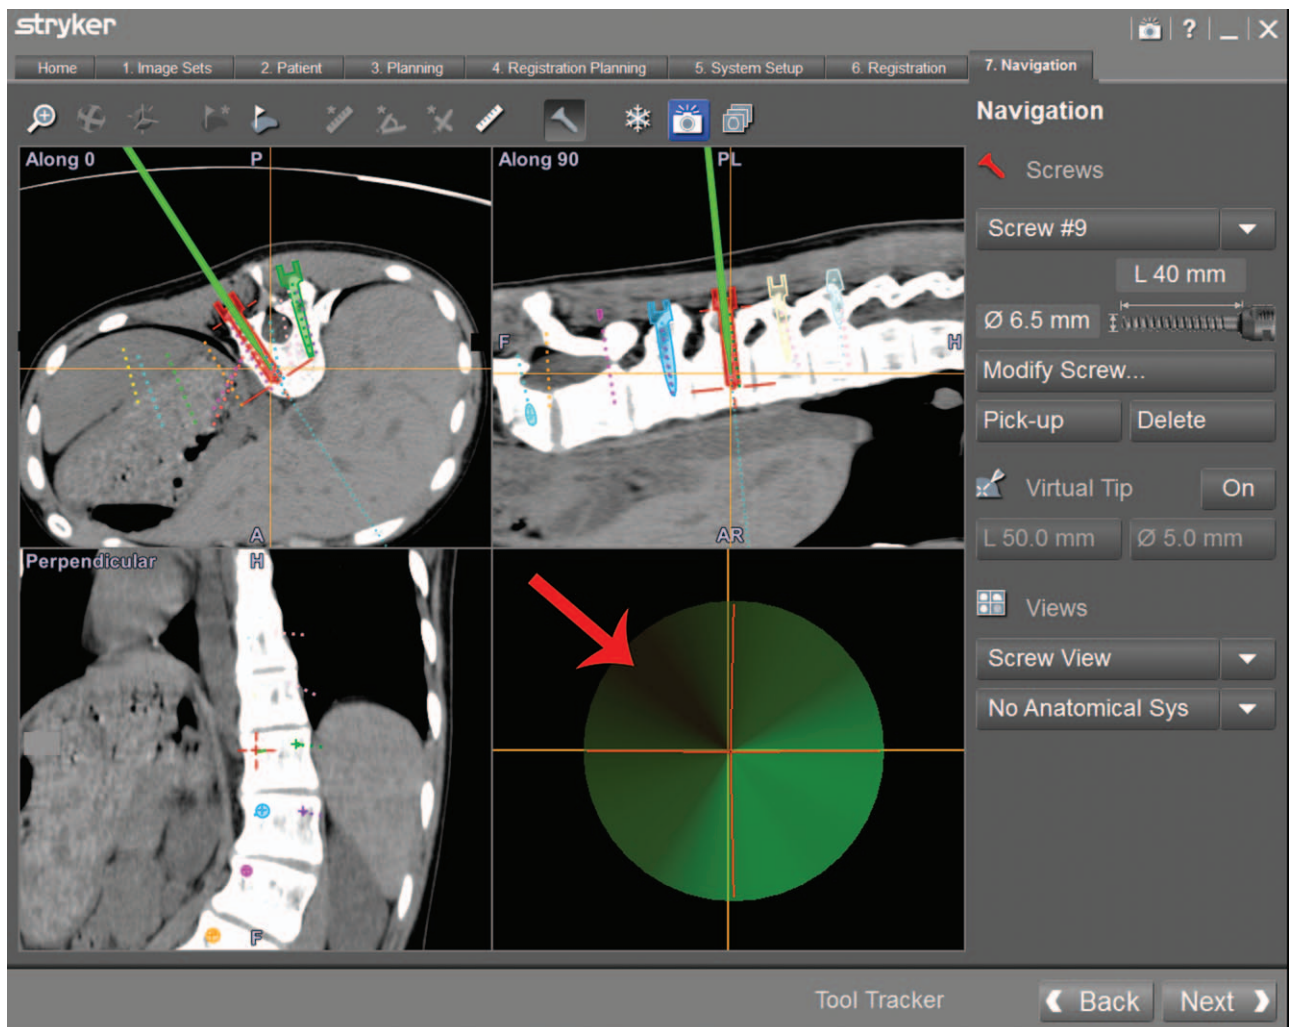 stryker
?
Home 1. Image Sets 2. Patient 3. Planning 4. Registration Planning 5. System Setup 6. Registration 7. Navigation
Navigation
Screws
Screw #9
L 40 mm
Ø 6.5 mm
Modify Screw...
Pick-up Delete
Virtual Tip On
L 50.0 mm Ø 5.0 mm
Views
Screw View
No Anatomical Sys
Along 0 P
A
Along 90 PL
F H
AR
Perpendicular H
F
Tool Tracker Back Next